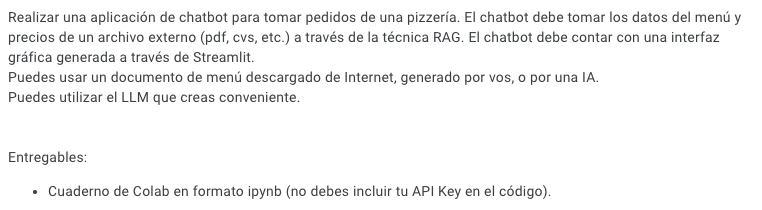 Realizar una aplicación de chatbot para tomar pedidos de una pizzería. El chatbot debe tomar los datos del menú y
precios de un archivo externo (pdf, cvs, etc.) a través de la técnica RAG. El chatbot debe contar con una interfaz
gráfica generada a través de Streamlit.
Puedes usar un documento de menú descargado de Internet, generado por vos, o por una IA.
Puedes utilizar el LLM que creas conveniente.
Entregables:
• Cuaderno de Colab en formato ipynb (no debes incluir tu API Key en el código).